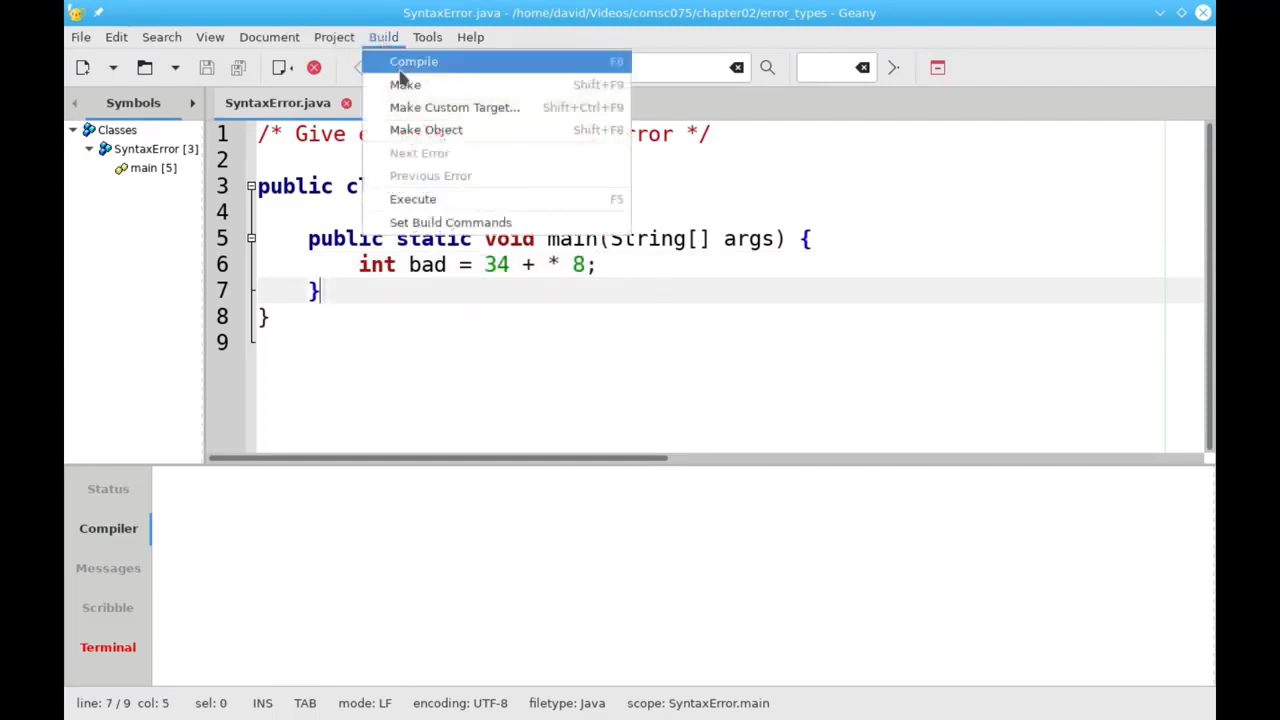 SyntaxError.java - /home/david/Videos/comsc075/chapter02/error_types - Geany
File Edit Search View Document Project Build Tools Help
Compile F8
Make Shift+F9
Make Custom Target... Shift+Ctrl+F9
Make Object Shift+F8
Next Error
Previous Error
Execute F5
Set Build Commands
Symbols
SyntaxError.java
Classes
SyntaxError [3]
main [5]
1 /* Give rror */
2
3 public cl
4
5 public static void main(String[] args) {
6 int bad = 34 + * 8;
7 }
8 }
9
Status
Compiler
Messages
Scribble
Terminal
line: 7 / 9 col: 5 sel: 0 INS TAB mode: LF encoding: UTF-8 filetype: Java scope: SyntaxError.main